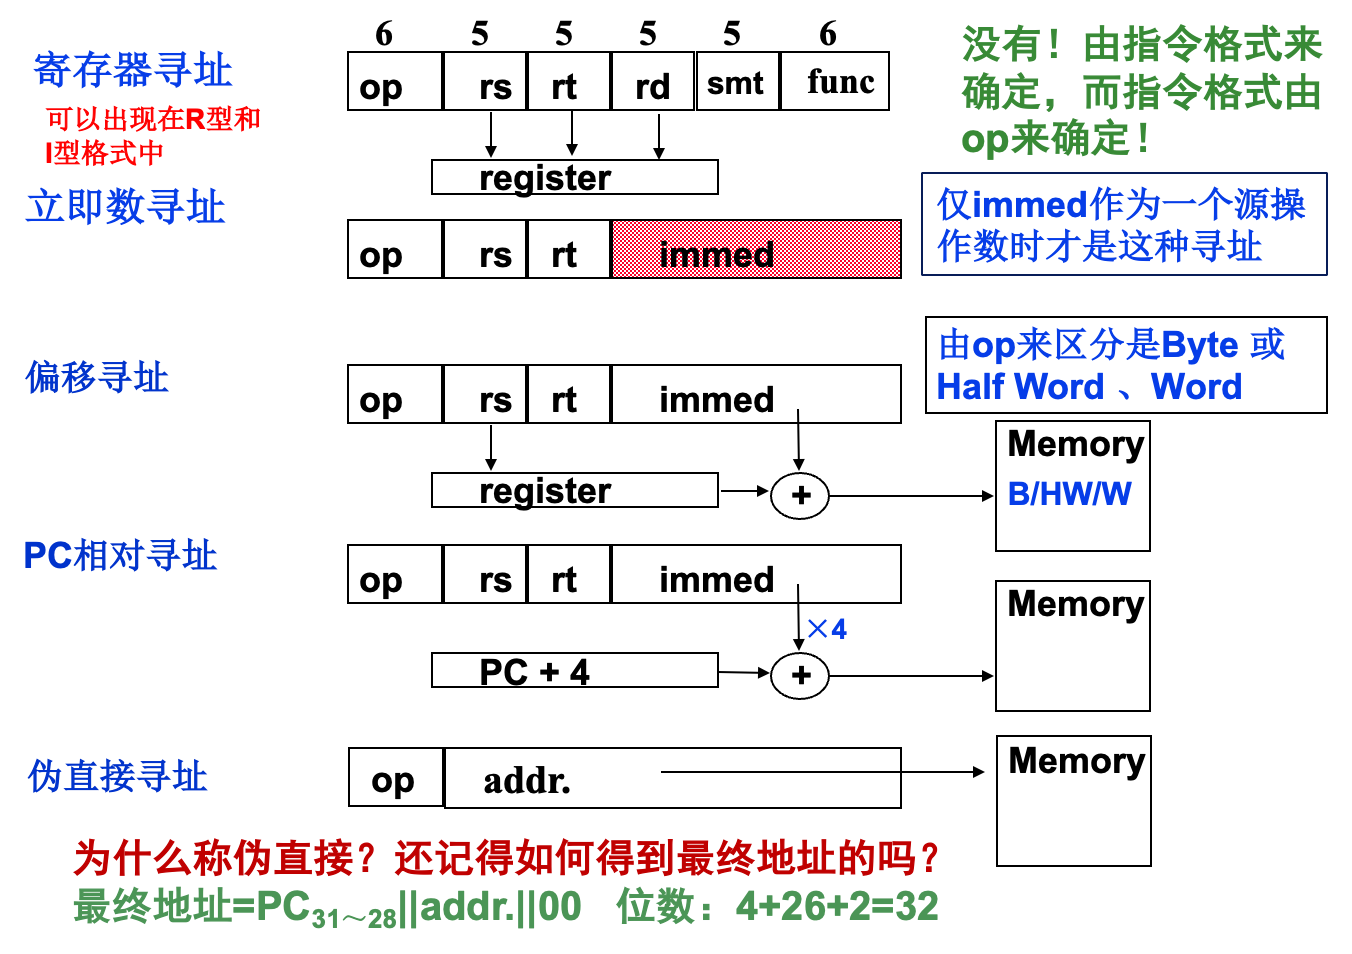 6 5 5 5 5 6
寄存器寻址
op rs rt rd smt func
没有！由指令格式来
确定，而指令格式由
op来确定！
可以出现在R型和
I型格式中
register
立即数寻址
op rs rt immed
仅immed作为一个源操
作数时才是这种寻址
偏移寻址
op rs rt immed
由op来区分是Byte 或
Half Word 、Word
register
+
Memory
B/HW/W
PC相对寻址
op rs rt immed
×4
PC + 4
+
Memory
伪直接寻址
op addr.
Memory
为什么称伪直接？还记得如何得到最终地址的吗？
最终地址=PC31～28||addr.||00 位数：4+26+2=32